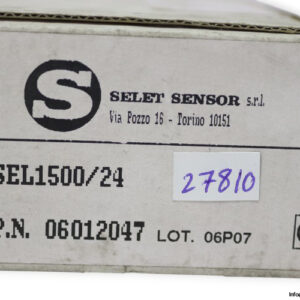 S
SELET SENSOR s.r.l.
Via Pozzo 16 - Torino 10151
SEL1500/24
27810
P.N. 06012047 LOT. 06P07